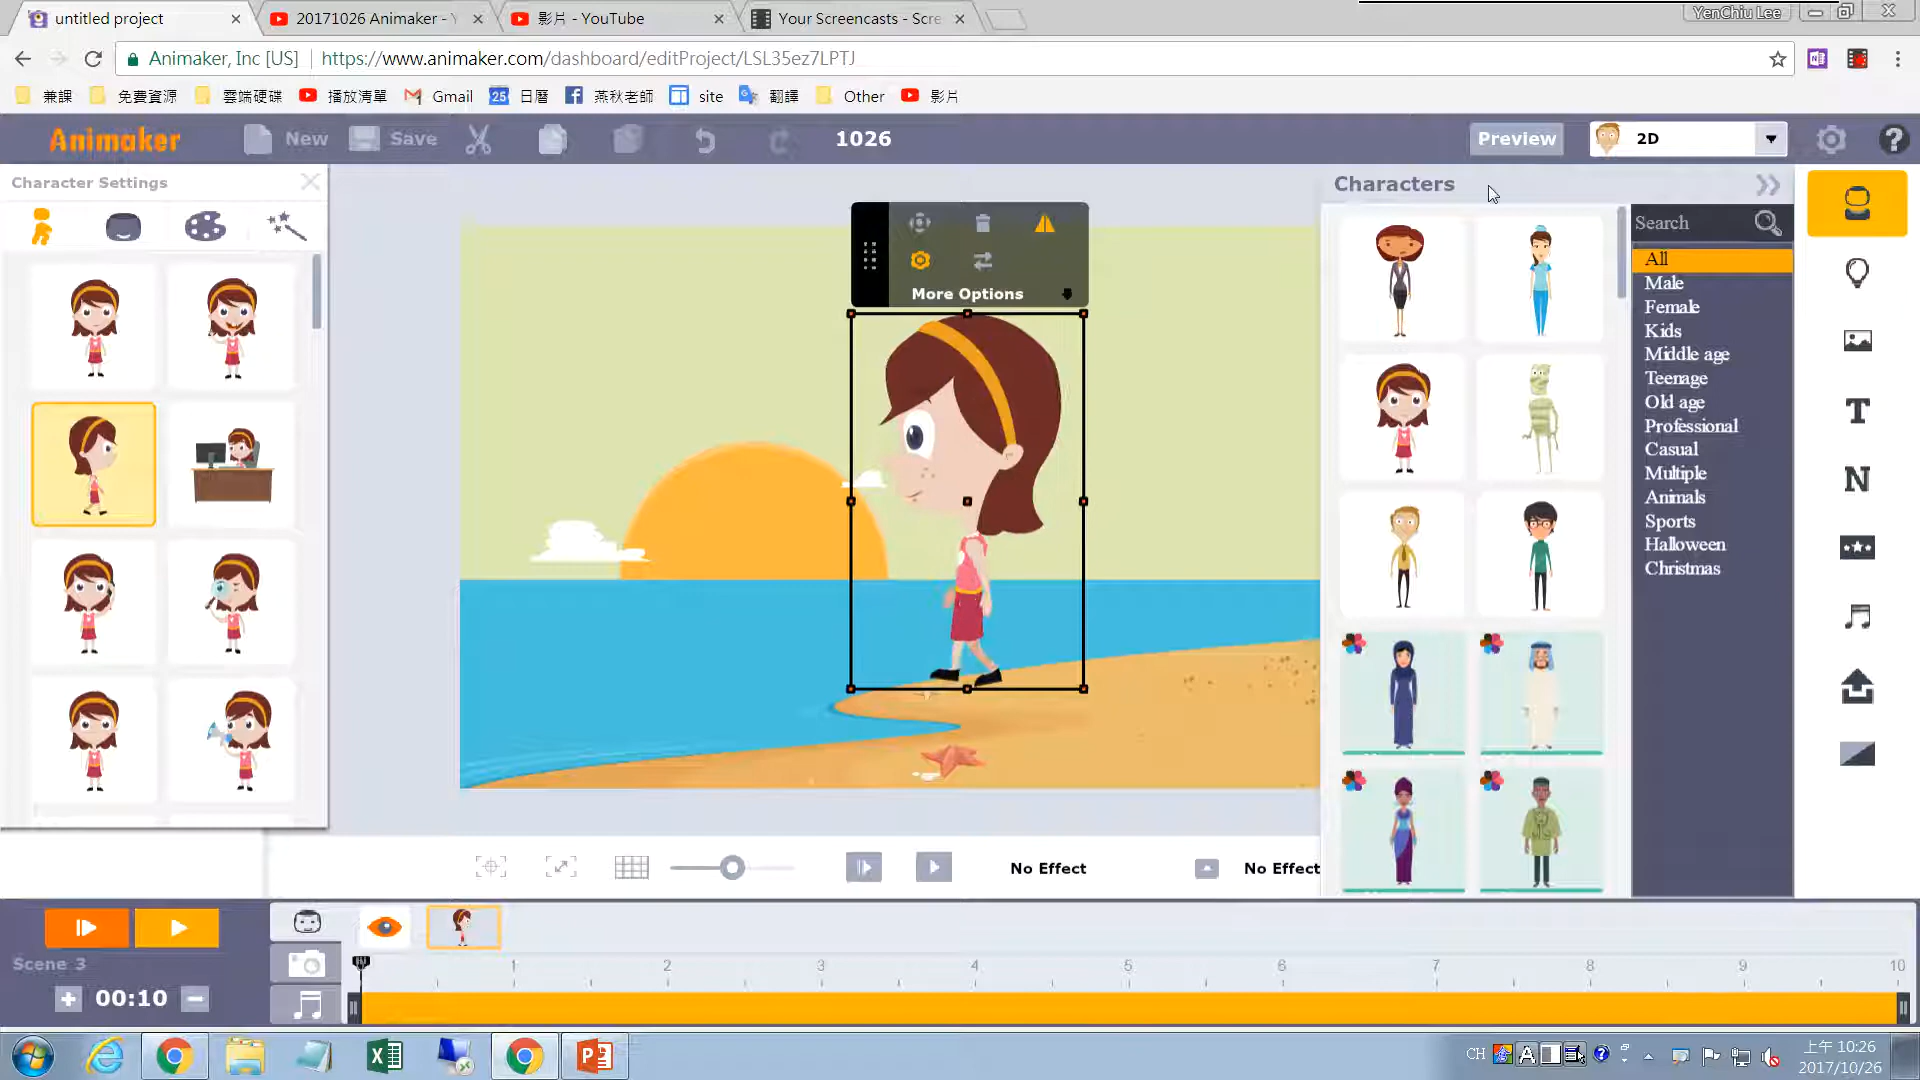 untitled project
20171026 Animaker - Y
影片 - YouTube
Your Screencasts - Scre
YenChiu Lee
Animaker, Inc [US]
https://www.animaker.com/dashboard/editProject/LSL35ez7LPTJ
兼課
免費資源
雲端硬碟
播放清單
Gmail
25
日曆
燕秋老師
site
翻譯
Other
影片
Animaker
New
Save
1026
Preview
2D
?
Character Settings
Characters
Search
All
Male
Female
Kids
Middle age
Teenage
Old age
Professional
Casual
Multiple
Animals
Sports
Halloween
Christmas
More Options
T
N
No Effect
No Effect
Scene 3
00:10
1
2
3
4
5
6
7
8
9
10
CH
A
上午 10:26
2017/10/26